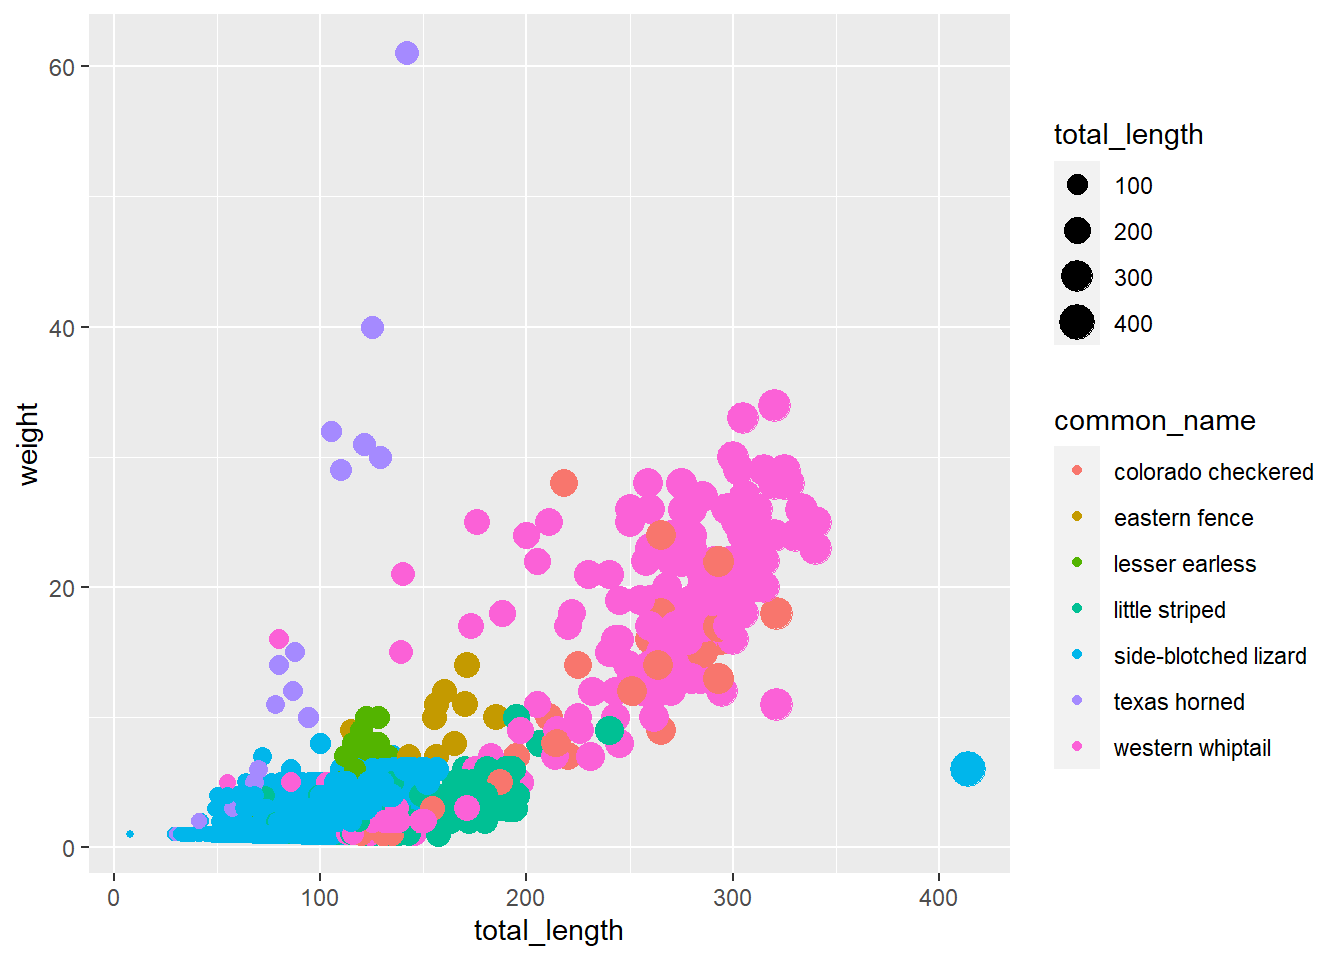 60
40
20
0
weight
0 100 200 300 400
total_length
total_length
100
200
300
400
common_name
colorado checkered
eastern fence
lesser earless
little striped
side-blotched lizard
texas horned
western whiptail